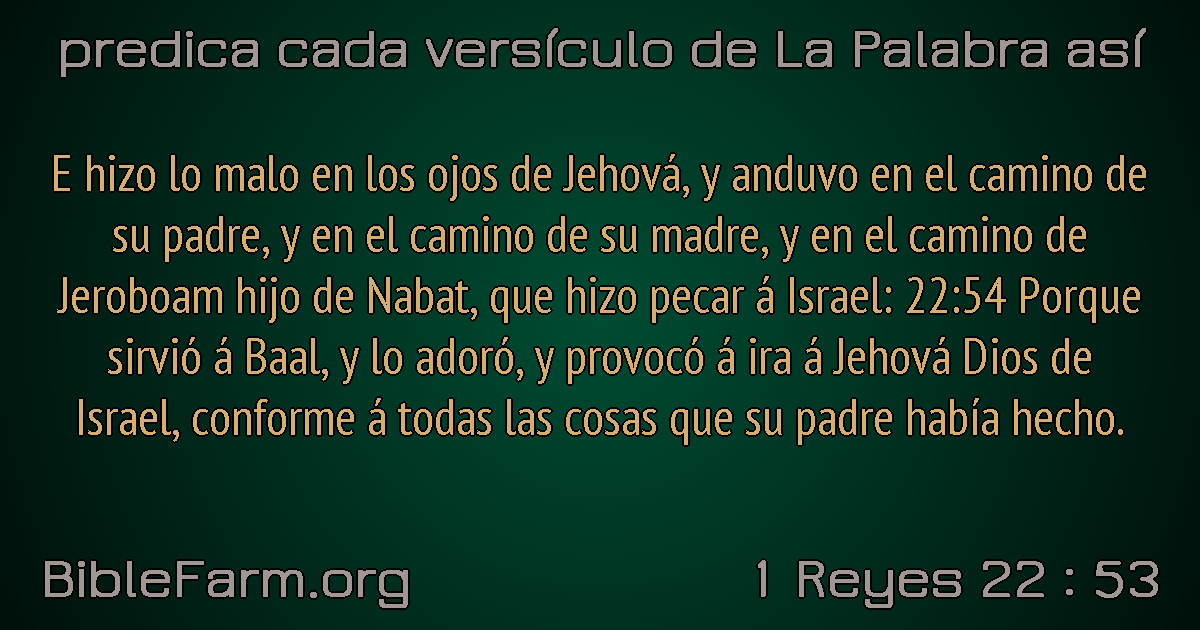 predica cada versículo de La Palabra así
E hizo lo malo en los ojos de Jehová, y anduvo en el camino de
su padre, y en el camino de su madre, y en el camino de
Jeroboam hijo de Nabat, que hizo pecar á Israel: 22:54 Porque
sirvió á Baal, y lo adoró, y provocó á ira á Jehová Dios de
Israel, conforme á todas las cosas que su padre había hecho.
BibleFarm.org
1 Reyes 22 : 53